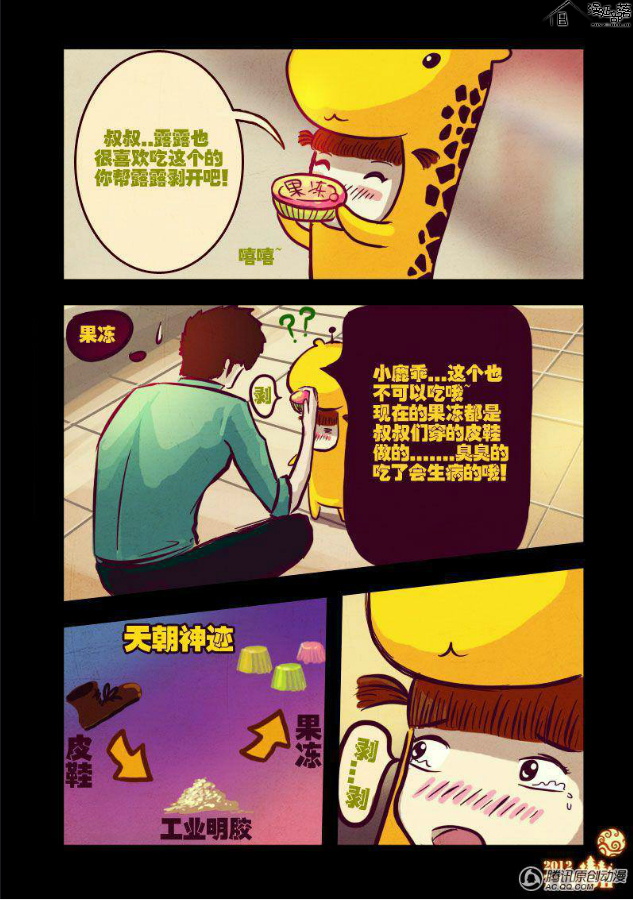 漫延部落
叔叔..露露也
很喜欢吃这个的
你帮露露剥开吧!
果冻
嘻嘻~
果冻
??
剥
小鹿乖...这个也
不可以吃哦~
现在的果冻都是
叔叔们穿的皮鞋
做的.......臭臭的
吃了会生病的哦!
天朝神迹
皮鞋
果冻
工业明胶
剥...剥
2012
腾讯原创动漫
AC.QQ.COM